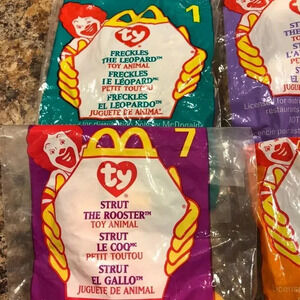 1
ty
FRECKLES
THE LEOPARD™
TOY ANIMAL
FRECKLES
LE LÉOPARD™
PETIT TOUTOU
FRECKLES
EL LEOPARDO™
JUGUETE DE ANIMAL
STRUT
7
ty
STRUT
THE ROOSTER™
TOY ANIMAL
STRUT
LE COQ™
PETIT TOUTOU
STRUT
EL GALLO™
JUGUETE DE ANIMAL